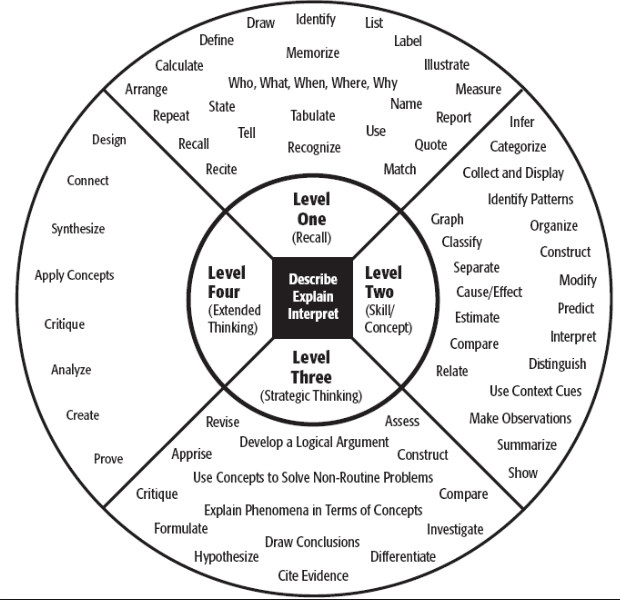 Draw
Identify
List
Define
Label
Memorize
Calculate
Illustrate
Who, What, When, Where, Why
Arrange
Measure
State
Name
Repeat
Tabulate
Report
Tell
Use
Recall
Recognize
Quote
Recite
Match
Level
One
(Recall)
Infer
Categorize
Collect and Display
Identify Patterns
Graph
Organize
Classify
Construct
Separate
Modify
Cause/Effect
Predict
Estimate
Interpret
Compare
Distinguish
Relate
Use Context Cues
Make Observations
Summarize
Show
Level
Two
(Skill/
Concept)
Describe
Explain
Interpret
Level
Three
(Strategic Thinking)
Revise
Assess
Develop a Logical Argument
Apprise
Construct
Use Concepts to Solve Non-Routine Problems
Critique
Compare
Explain Phenomena in Terms of Concepts
Formulate
Investigate
Draw Conclusions
Hypothesize
Differentiate
Cite Evidence
Level
Four
(Extended
Thinking)
Design
Connect
Synthesize
Apply Concepts
Critique
Analyze
Create
Prove